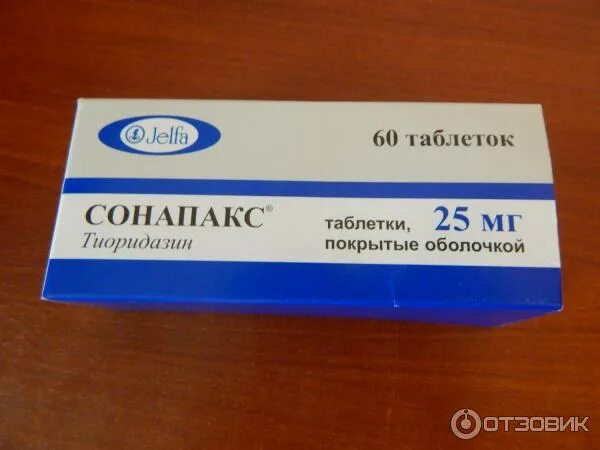 Jelfa
60 таблеток
СОНАПАКС®
Тиоридазин
таблетки, 25 мг
покрытые оболочкой
ОТЗОВИК